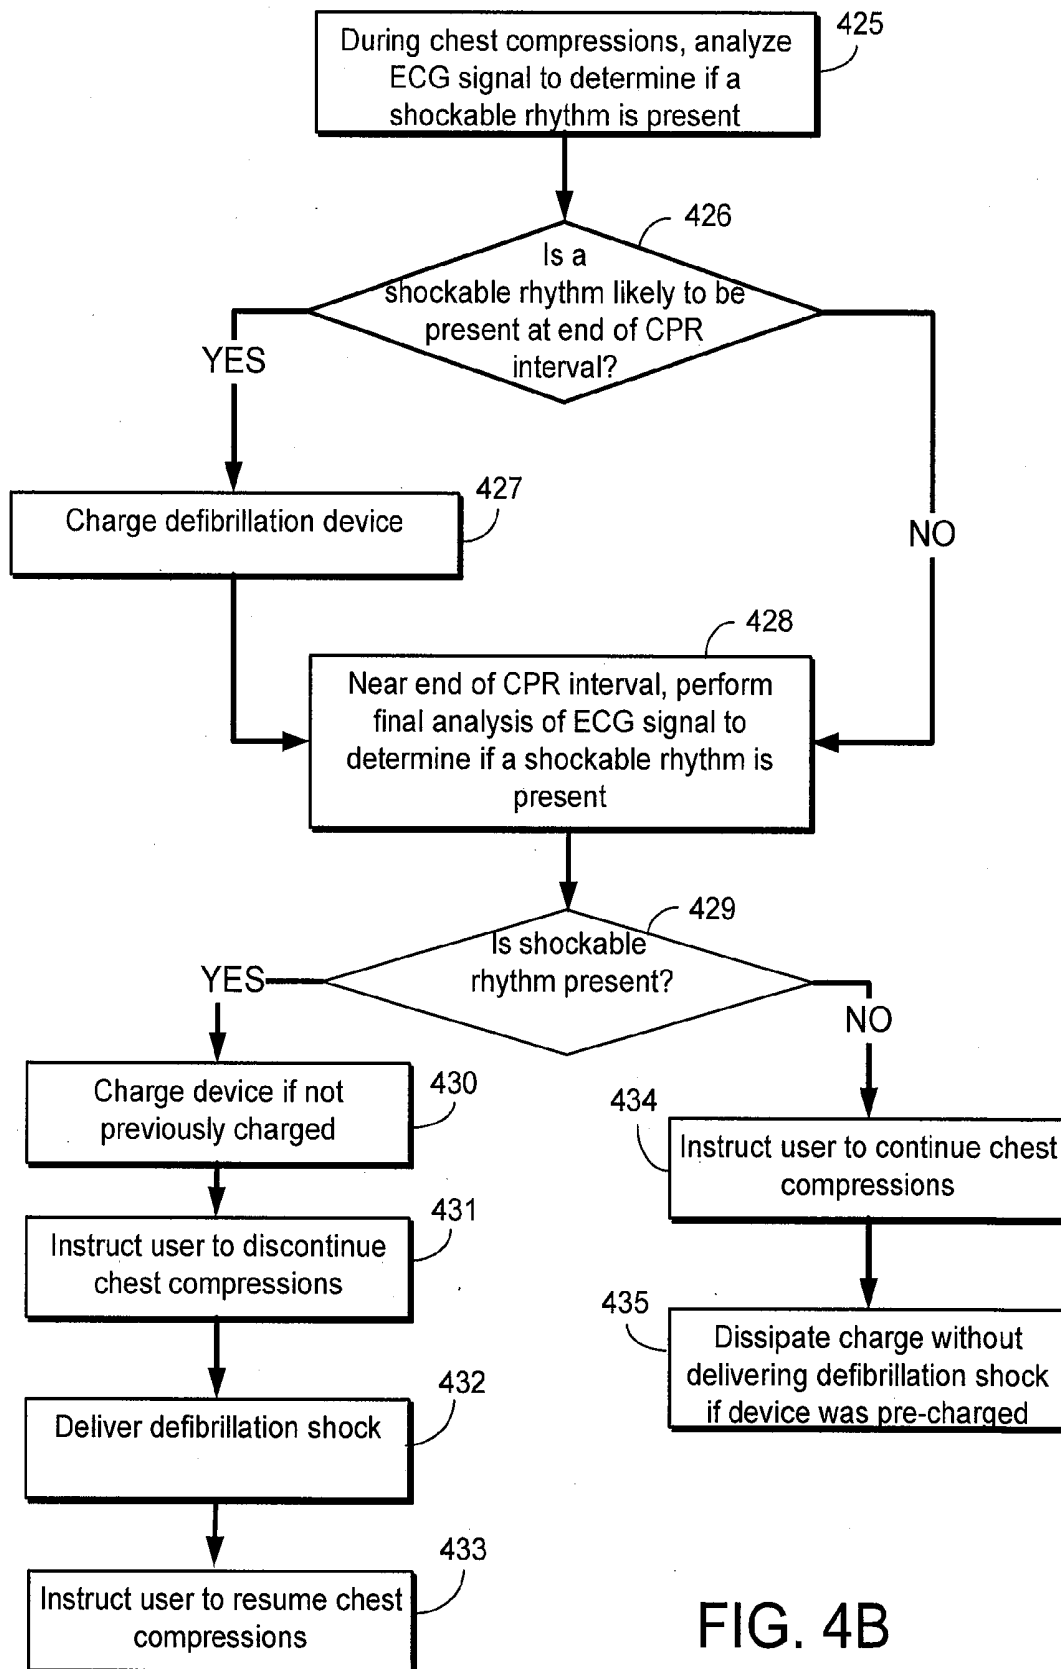 425
During chest compressions, analyze
ECG signal to determine if a
shockable rhythm is present
426
Is a
shockable rhythm likely to be
present at end of CPR
interval?
YES
NO
427
Charge defibrillation device
428
Near end of CPR interval, perform
final analysis of ECG signal to
determine if a shockable rhythm is
present
429
Is shockable
rhythm present?
YES
NO
430
Charge device if not
previously charged
431
Instruct user to discontinue
chest compressions
432
Deliver defibrillation shock
433
Instruct user to resume chest
compressions
434
Instruct user to continue chest
compressions
435
Dissipate charge without
delivering defibrillation shock
if device was pre-charged
FIG. 4B